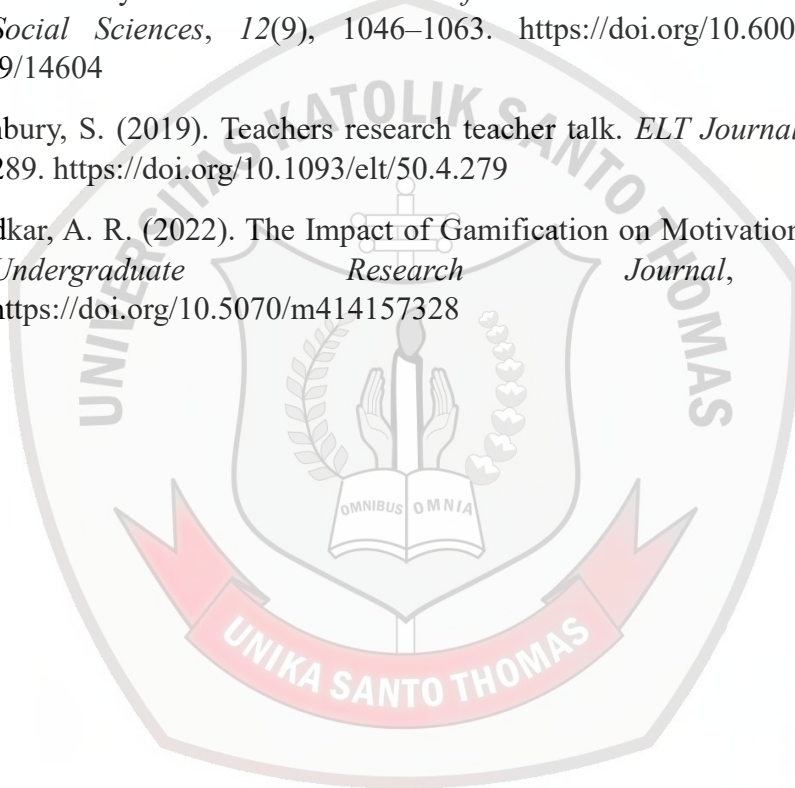 Social Sciences, 12(9), 1046–1063. https://doi.org/10.600
9/14604
nbury, S. (2019). Teachers research teacher talk. ELT Journal
289. https://doi.org/10.1093/elt/50.4.279
dkar, A. R. (2022). The Impact of Gamification on Motivation
Undergraduate Research Journal,
https://doi.org/10.5070/m414157328
UNIVERSITAS KATOLIK SANTO THOMAS
OMNIBUS OMNIA
UNIKA SANTO THOMAS